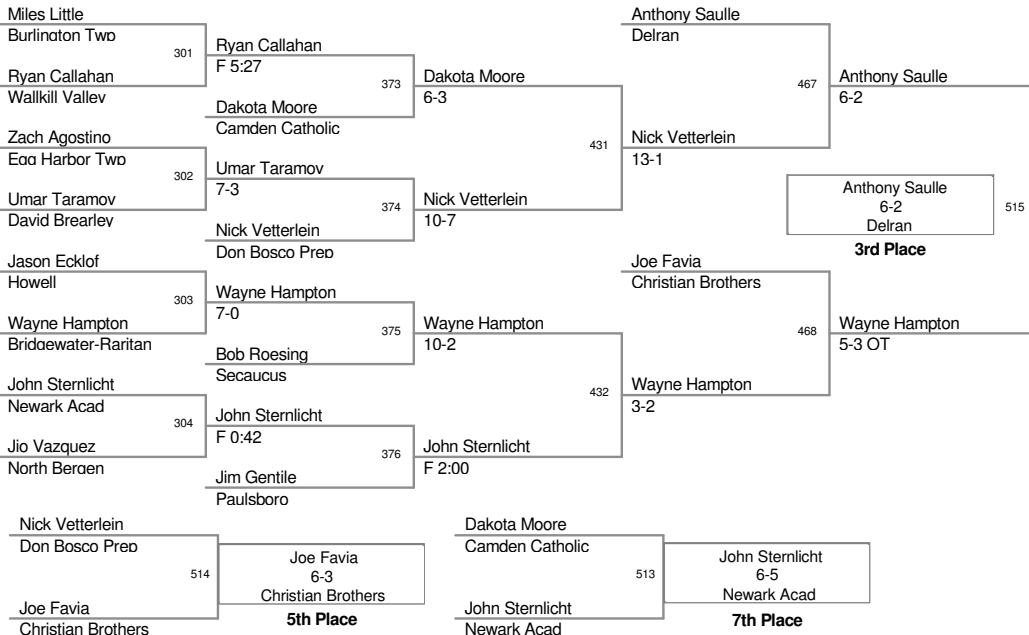 Miles Little
Burlington Twp
301
Ryan Callahan
Wallkill Valley
Ryan Callahan
F 5:27
373
Dakota Moore
Camden Catholic
Zach Agostino
Egg Harbor Twp
302
Umar Taramov
David Brearley
Umar Taramov
7-3
374
Nick Vetterlein
Don Bosco Prep
Dakota Moore
6-3
431
Nick Vetterlein
10-7
Anthony Saulle
Delran
467
Nick Vetterlein
13-1
Anthony Saulle
6-2
Anthony Saulle
6-2
Delran
515
3rd Place
Jason Ecklof
Howell
303
Wayne Hampton
Bridgewater-Raritan
Wayne Hampton
7-0
375
Bob Roesing
Secaucus
John Sternlicht
Newark Acad
304
Jio Vazquez
North Bergen
John Sternlicht
F 0:42
376
Jim Gentile
Paulsboro
Wayne Hampton
10-2
432
John Sternlicht
F 2:00
Joe Favia
Christian Brothers
468
Wayne Hampton
3-2
Wayne Hampton
5-3 OT
Nick Vetterlein
Don Bosco Prep
514
Joe Favia
Christian Brothers
Joe Favia
6-3
Christian Brothers
5th Place
Dakota Moore
Camden Catholic
513
John Sternlicht
Newark Acad
John Sternlicht
6-5
Newark Acad
7th Place